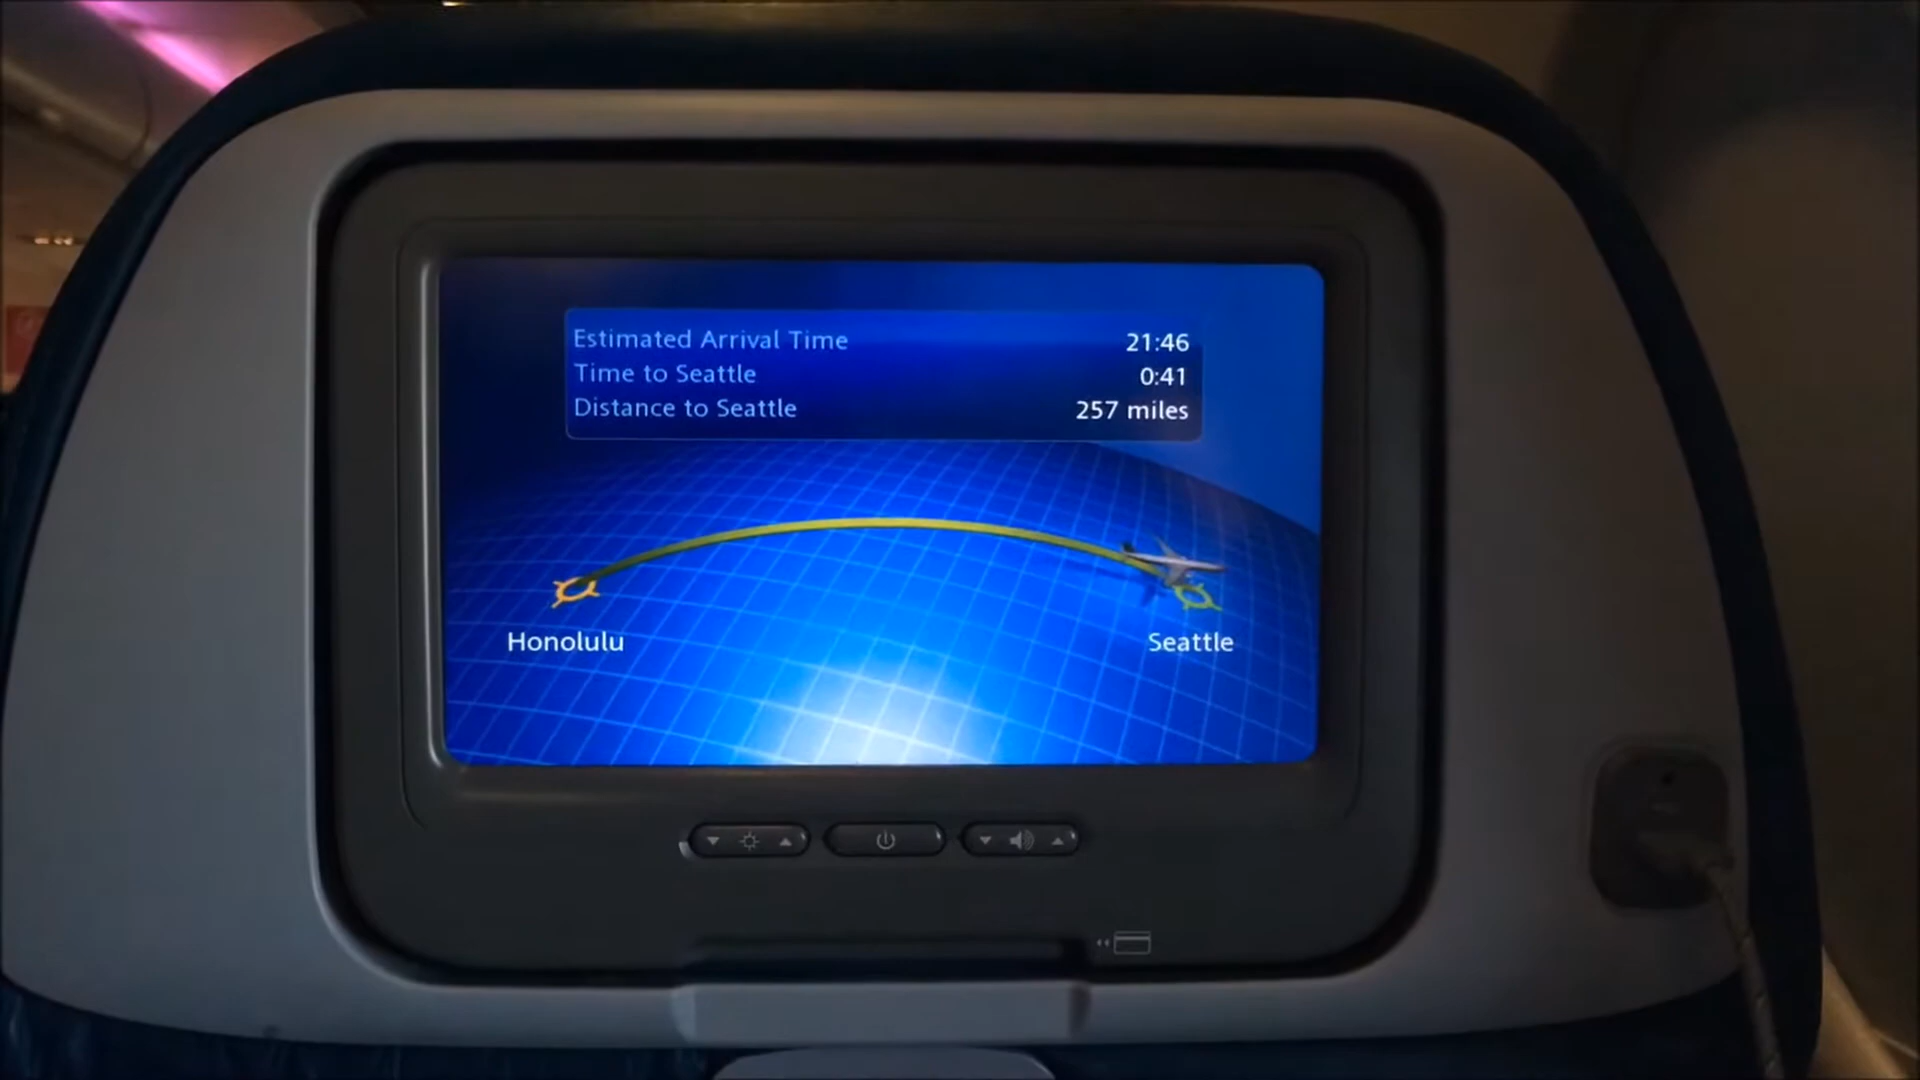 Estimated Arrival Time 21:46
Time to Seattle 0:41
Distance to Seattle 257 miles
Honolulu Seattle